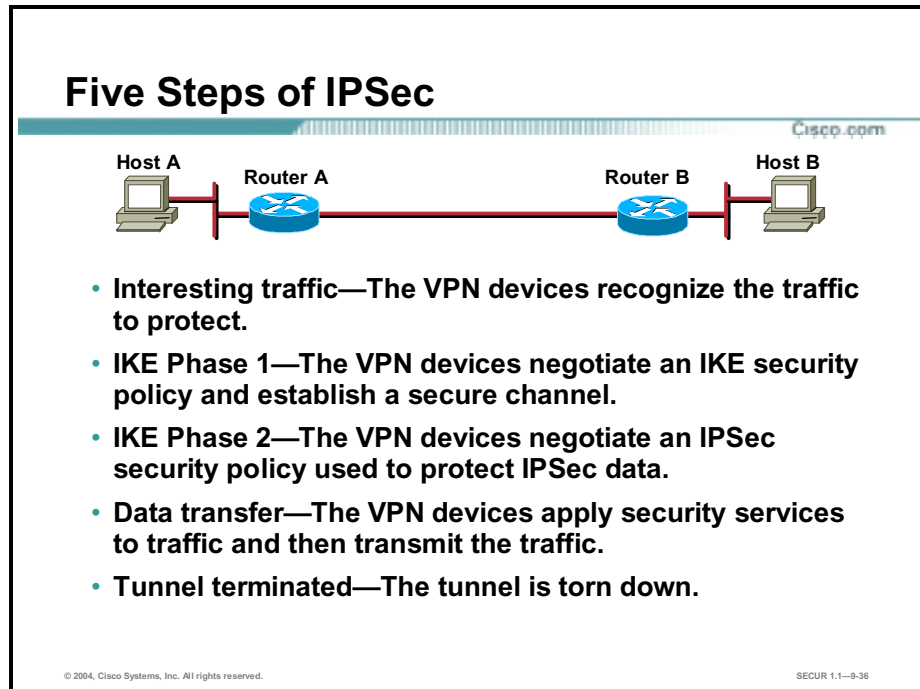 Five Steps of IPSec
Cisco.com
Host A
Router A
Router B
Host B
• Interesting traffic—The VPN devices recognize the traffic
to protect.
• IKE Phase 1—The VPN devices negotiate an IKE security
policy and establish a secure channel.
• IKE Phase 2—The VPN devices negotiate an IPSec
security policy used to protect IPSec data.
• Data transfer—The VPN devices apply security services
to traffic and then transmit the traffic.
• Tunnel terminated—The tunnel is torn down.
© 2004, Cisco Systems, Inc. All rights reserved.
SECUR 1.1—9-36